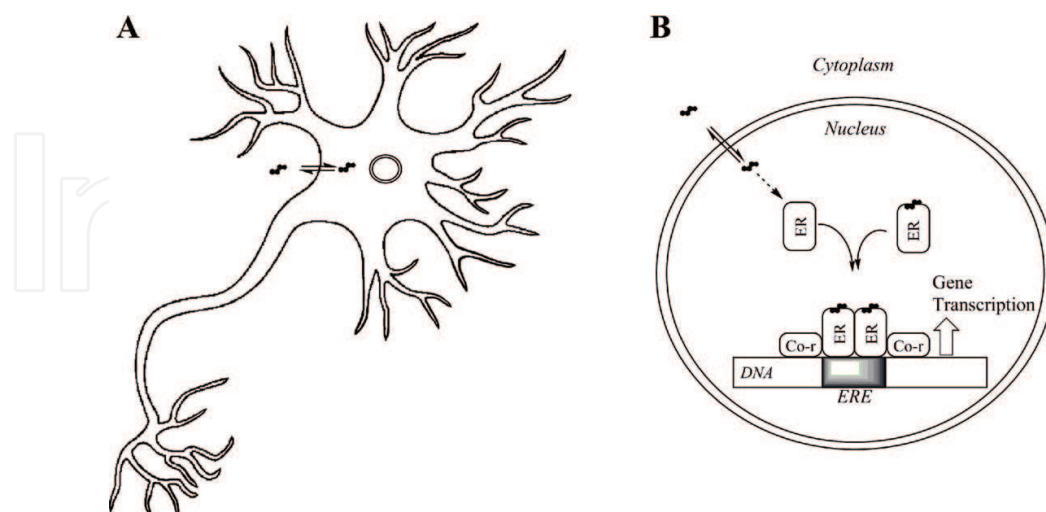 A
B
Cytoplasm
Nucleus
ER
ER
Gene
Transcription
Co-r
ER
ER
Co-r
DNA
ERE